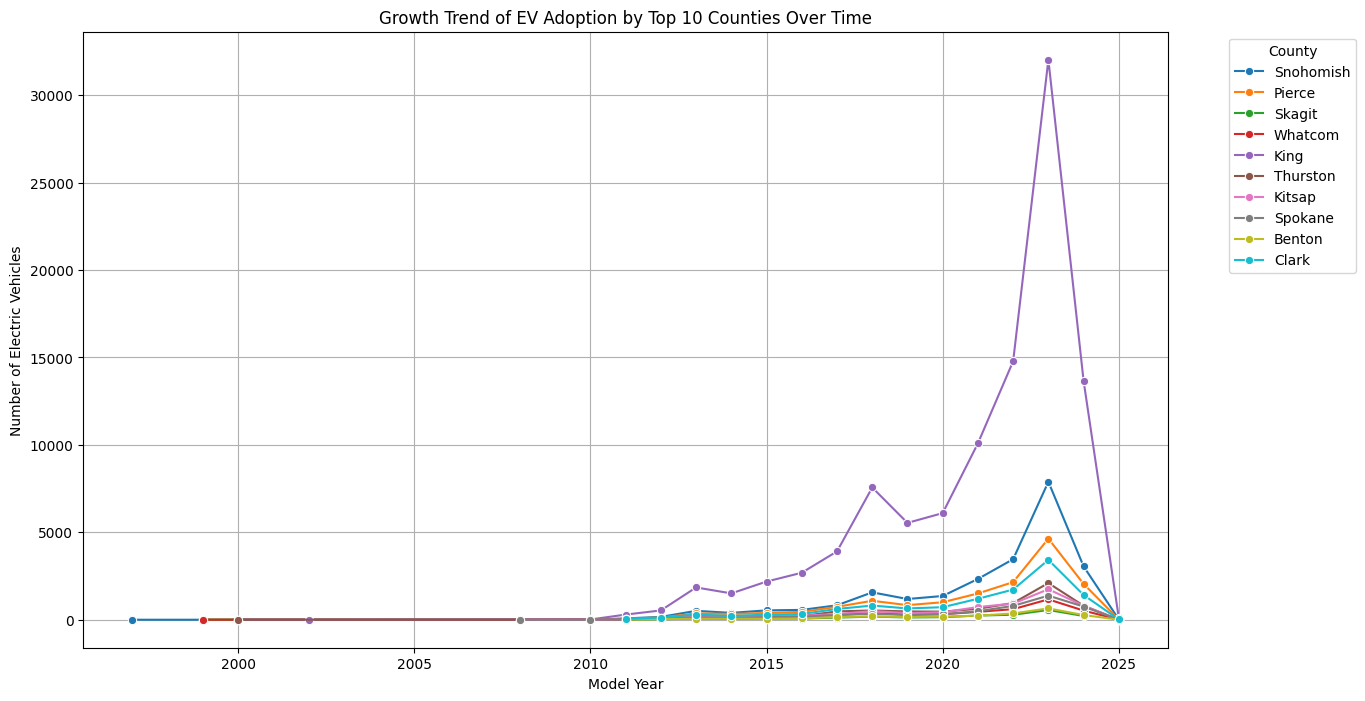 Growth Trend of EV Adoption by Top 10 Counties Over Time
Number of Electric Vehicles
30000
25000
20000
15000
10000
5000
0
2000
2005
2010
2015
2020
2025
Model Year
County
Snohomish
Pierce
Skagit
Whatcom
King
Thurston
Kitsap
Spokane
Benton
Clark